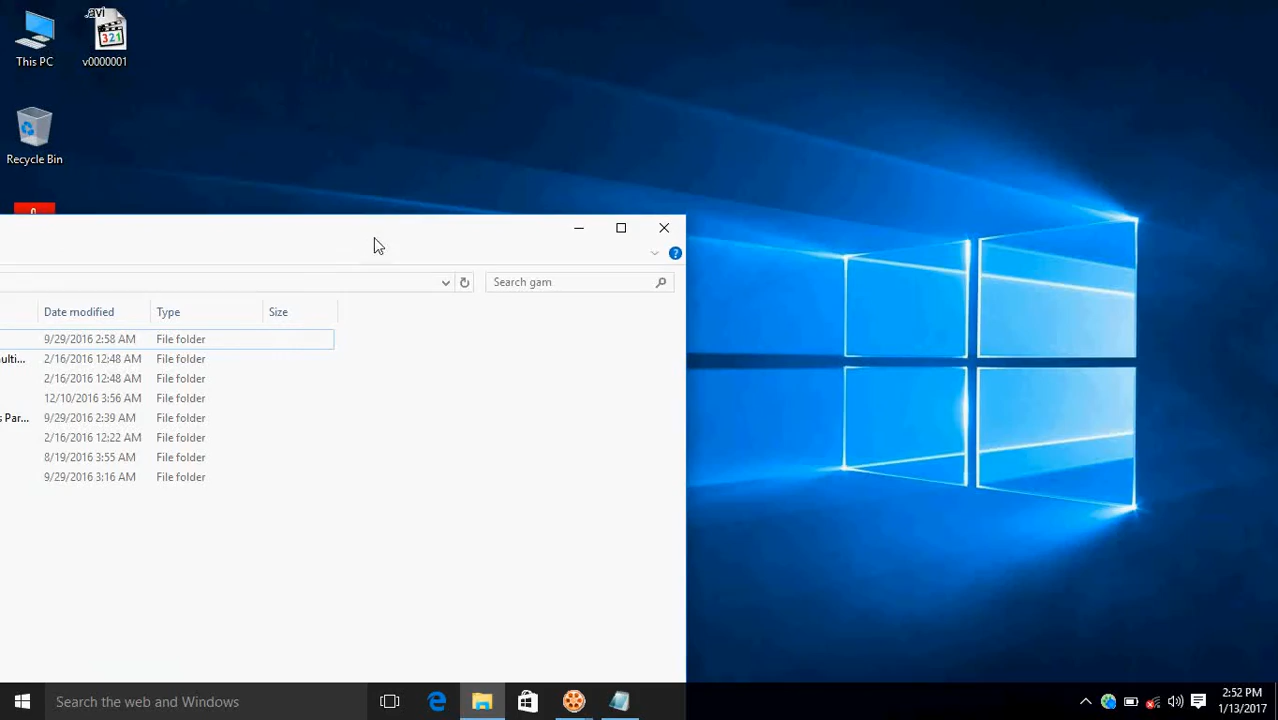 .avi
This PC
v0000001
Recycle Bin
?
Search gam
Date modified
Type
Size
9/29/2016 2:58 AM
File folder
ulti...
2/16/2016 12:48 AM
File folder
2/16/2016 12:48 AM
File folder
12/10/2016 3:56 AM
File folder
s Par...
9/29/2016 2:39 AM
File folder
2/16/2016 12:22 AM
File folder
8/19/2016 3:55 AM
File folder
9/29/2016 3:16 AM
File folder
Search the web and Windows
2:52 PM
1/13/2017